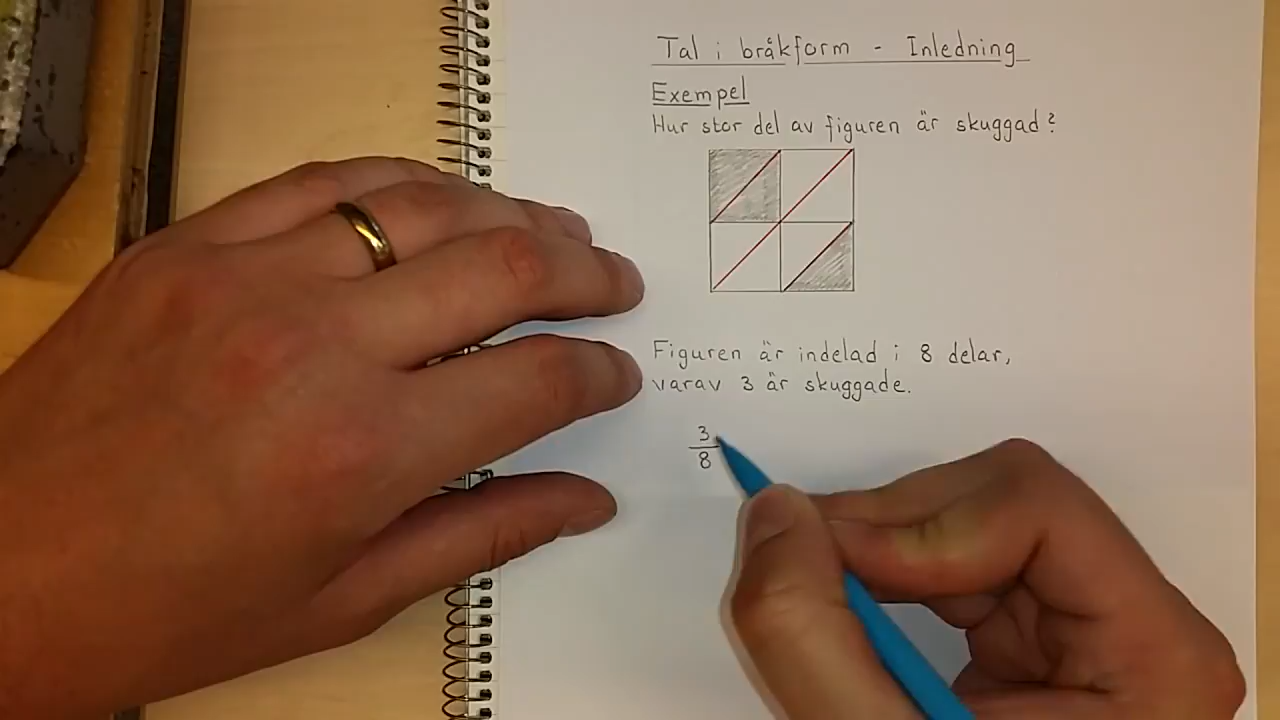 Tal i bråkform - Inledning
Exempel
Hur stor del av figuren är skuggad?
Figuren är indelad i 8 delar,
varav 3 är skuggade.
3
8